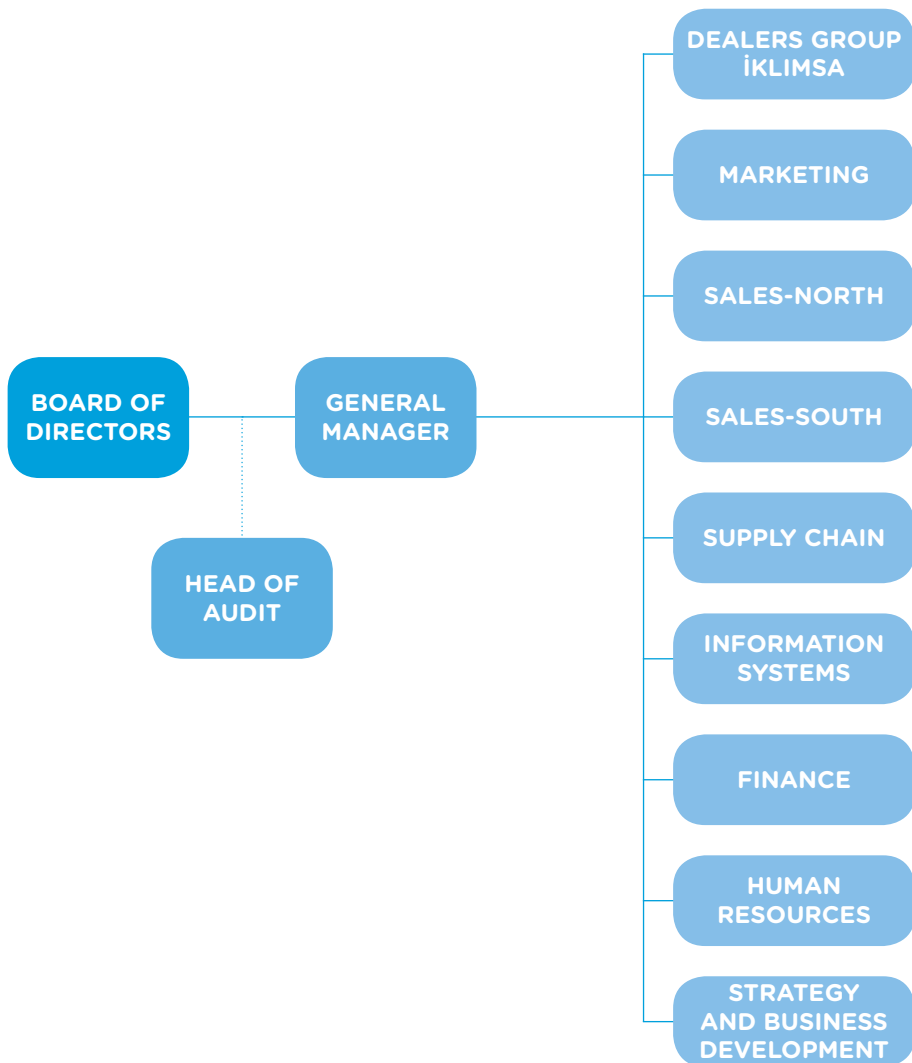 DEALERS GROUP
İKLIMSA
MARKETING
SALES-NORTH
BOARD OF
DIRECTORS
GENERAL
MANAGER
SALES-SOUTH
SUPPLY CHAIN
HEAD OF
AUDIT
INFORMATION
SYSTEMS
FINANCE
HUMAN
RESOURCES
STRATEGY
AND BUSINESS
DEVELOPMENT